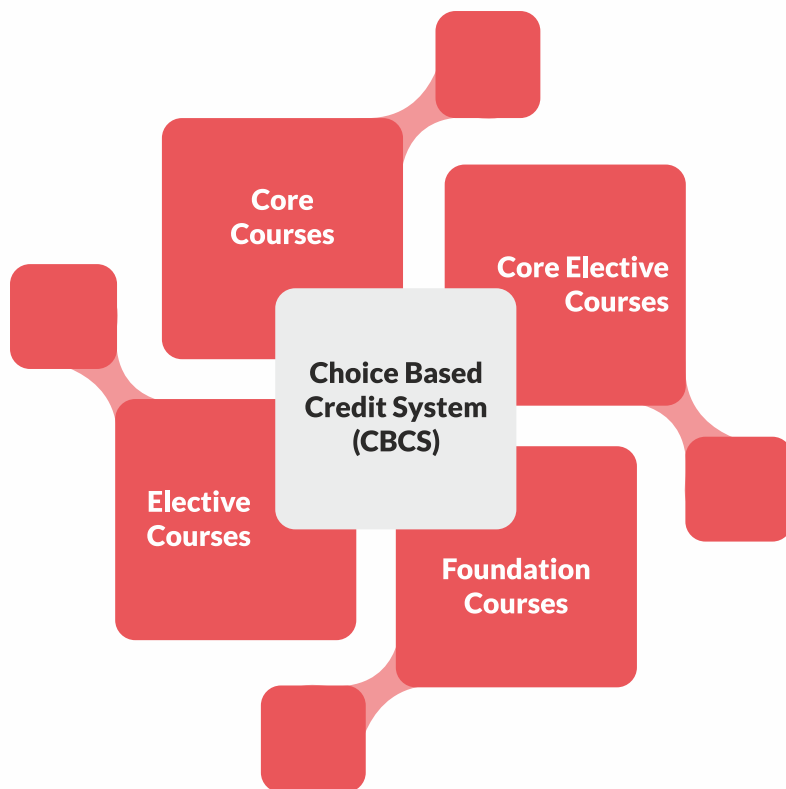 Core
Courses
Core Elective
Courses
Choice Based
Credit System
(CBCS)
Elective
Courses
Foundation
Courses